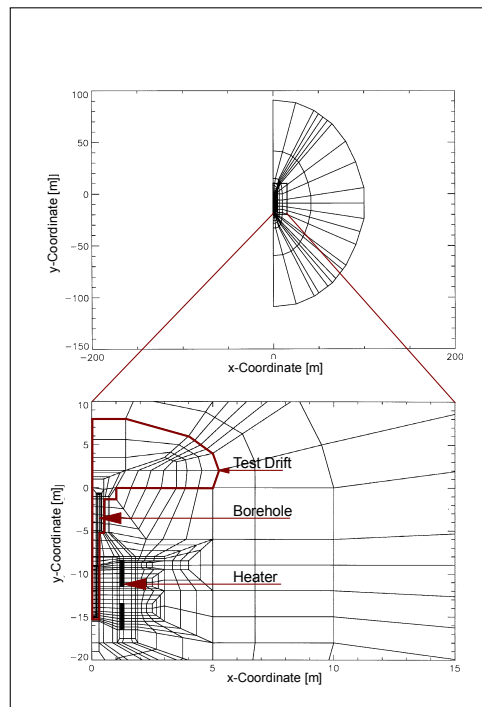 100
50
0
−50
−100
−150
y-Coordinate [m]
−200
0
200
x-Coordinate [m]
10
5
0
−5
−10
−15
−20
y-Coordinate [m]
Test Drift
Borehole
Heater
0
5
10
15
x-Coordinate [m]